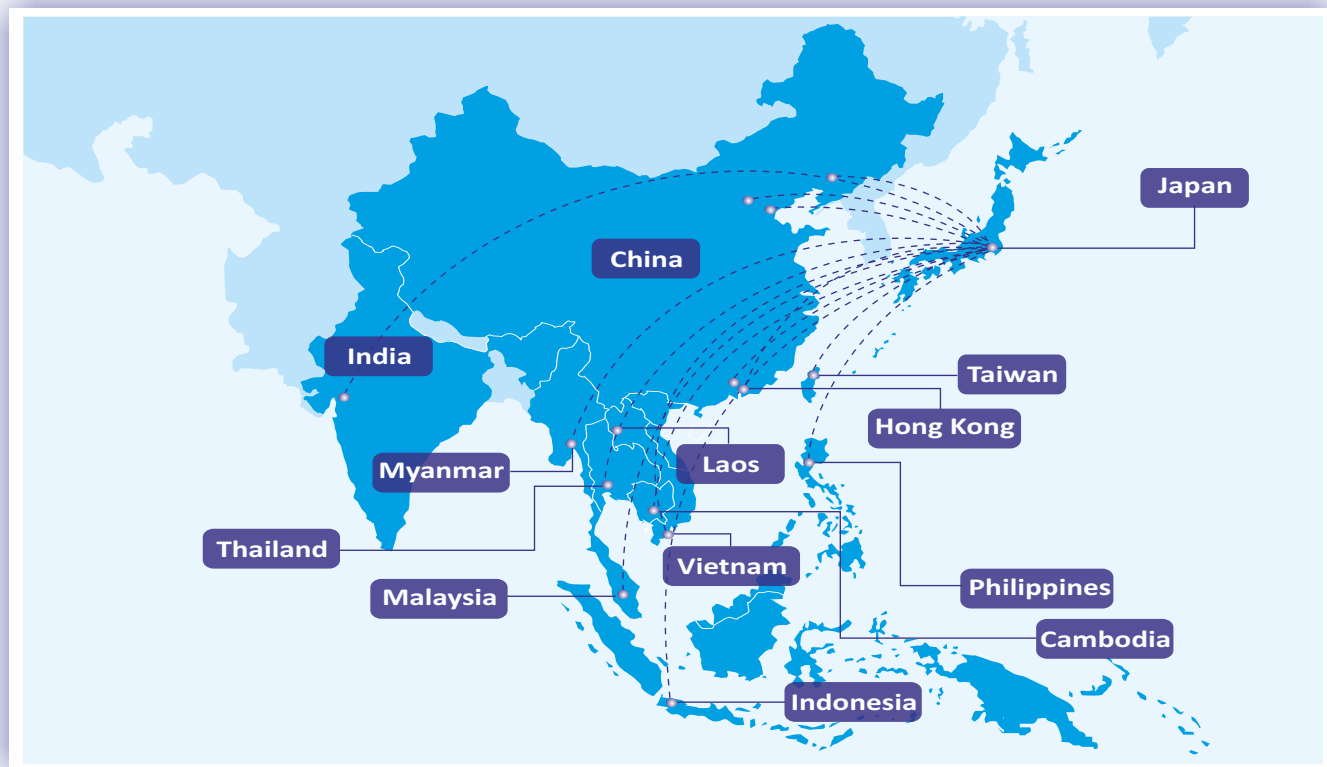 Japan
China
India
Taiwan
Hong Kong
Myanmar
Laos
Thailand
Vietnam
Malaysia
Philippines
Cambodia
Indonesia